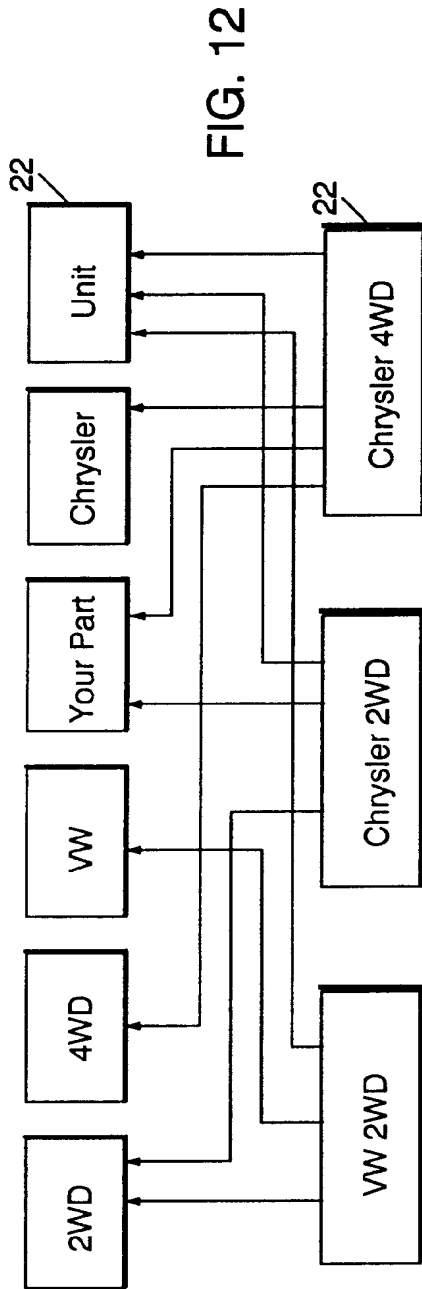 2WD
4WD
VW
Your Part
Chrysler
Unit
22
VW 2WD
Chrysler 2WD
Chrysler 4WD
22
FIG. 12